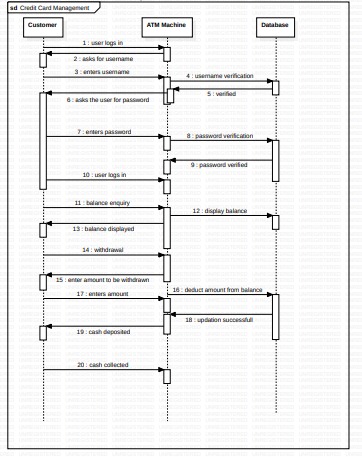 sd Credit Card Management
Customer
ATM Machine
Database
1 : user logs in
2 : asks for username
3 : enters username
4 : username verification
5 : verified
6 : asks the user for password
7 : enters password
8 : password verification
9 : password verified
10 : user logs in
11 : balance enquiry
12 : display balance
13 : balance displayed
14 : withdrawal
15 : enter amount to be withdrawn
16 : deduct amount from balance
17 : enters amount
18 : updation successfull
19 : cash deposited
20 : cash collected